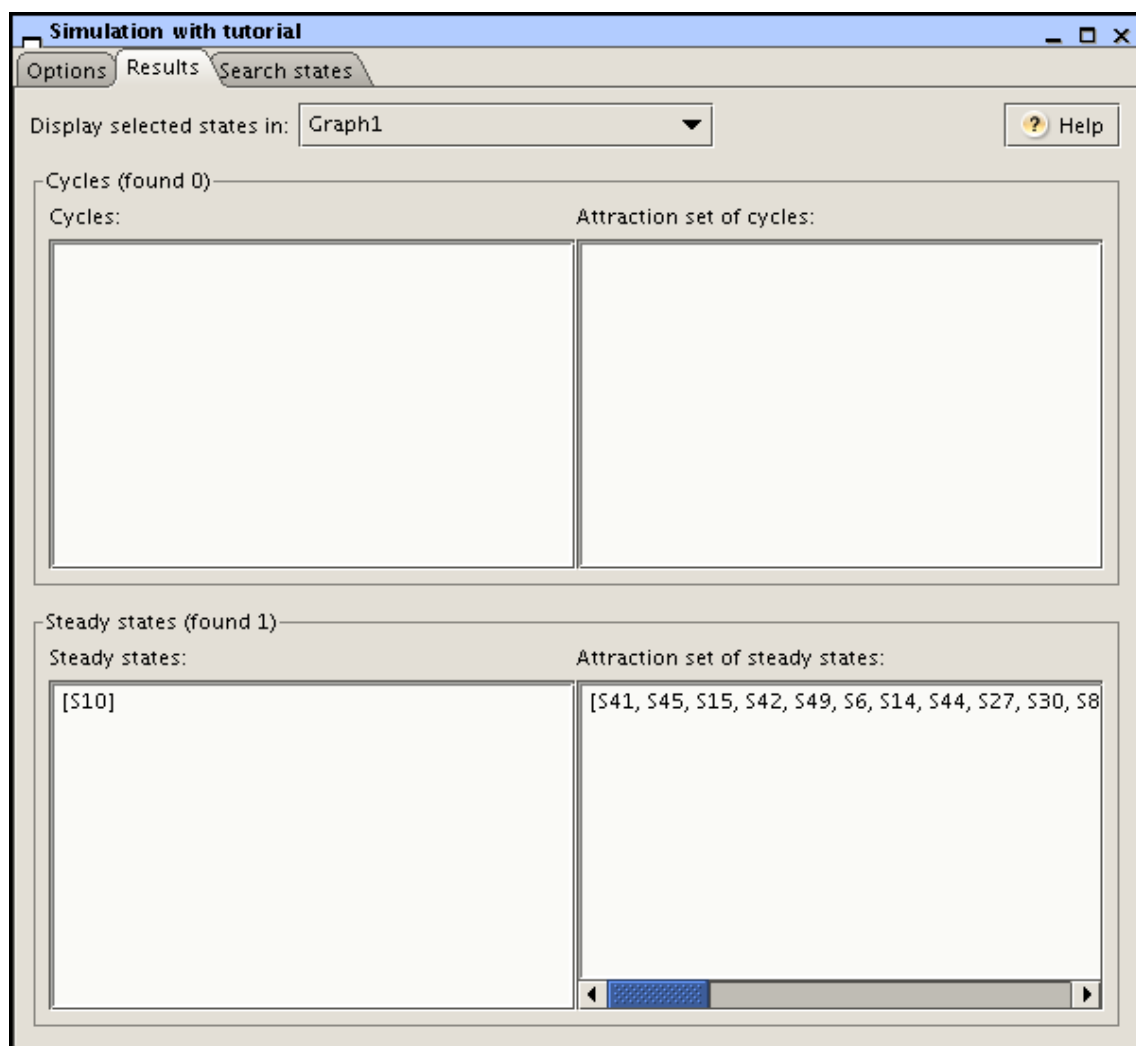 Simulation with tutorial
Options Results Search states
Display selected states in: Graph1 Help
Cycles (found 0)
Cycles: Attraction set of cycles:
Steady states (found 1)
Steady states: Attraction set of steady states:
[S10] [S41, S45, S15, S42, S49, S6, S14, S44, S27, S30, S8